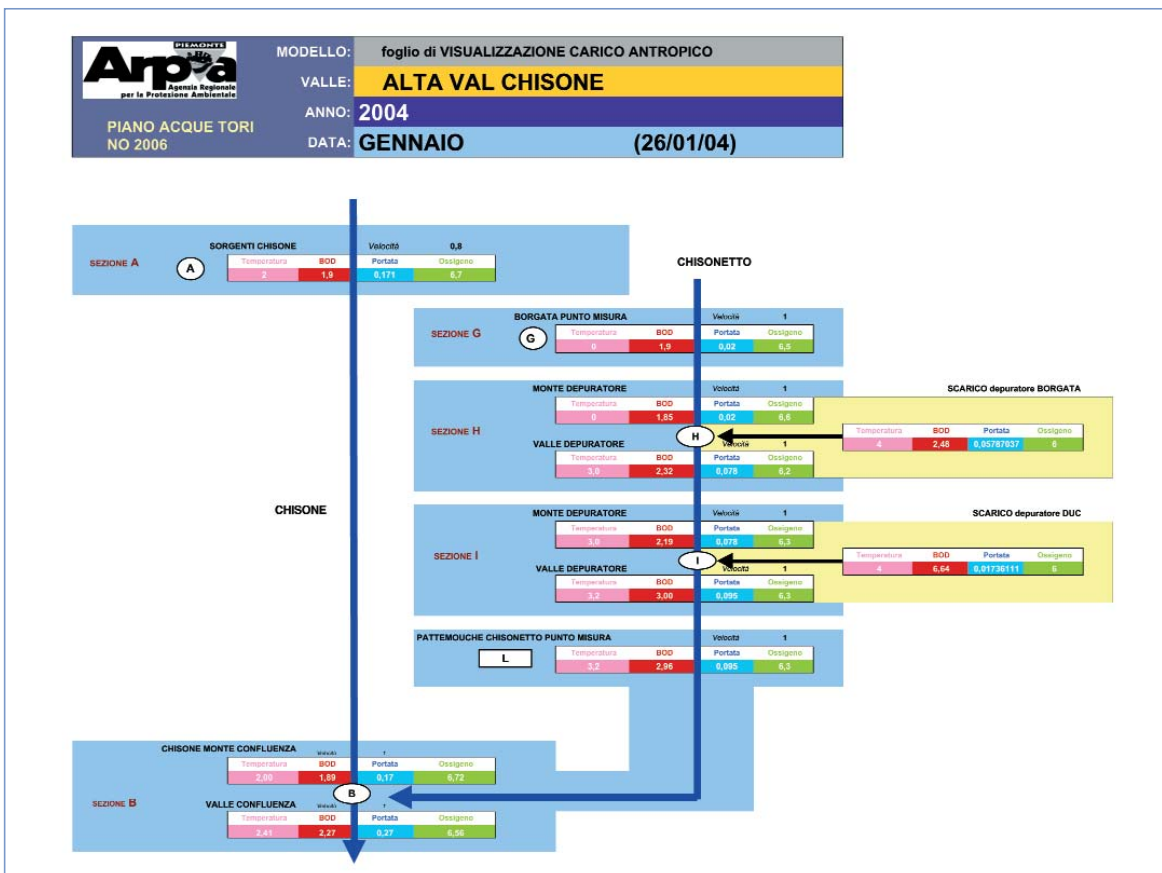 PIEMONTE
Arpa
Agenzia Regionale
per la Protezione Ambientale
PIANO ACQUE TORI
NO 2006
MODELLO: foglio di VISUALIZZAZIONE CARICO ANTROPICO
VALLE: ALTA VAL CHISONE
ANNO: 2004
DATA: GENNAIO (26/01/04)
SORGENTI CHISONE Velocità 0,8
SEZIONE A
A
Temperatura BOD Portata Ossigeno
2 1,9 0,171 6,7
CHISONETTO
BORGATA PUNTO MISURA Velocità 1
SEZIONE G
G
Temperatura BOD Portata Ossigeno
0 1,9 0,02 6,5
MONTE DEPURATORE Velocità 1
SCARICO depuratore BORGATA
Temperatura BOD Portata Ossigeno
0 1,85 0,02 6,6
SEZIONE H
H
Temperatura BOD Portata Ossigeno
4 2,48 0,05787037 6
VALLE DEPURATORE Velocità 1
Temperatura BOD Portata Ossigeno
3,0 2,32 0,078 6,2
CHISONE
MONTE DEPURATORE Velocità 1
SCARICO depuratore DUC
Temperatura BOD Portata Ossigeno
3,0 2,19 0,078 6,3
SEZIONE I
I
Temperatura BOD Portata Ossigeno
4 6,64 0,01736111 6
VALLE DEPURATORE Velocità 1
Temperatura BOD Portata Ossigeno
3,2 3,00 0,095 6,3
PATTEMOUCHE CHISONETTO PUNTO MISURA Velocità 1
L
Temperatura BOD Portata Ossigeno
3,2 2,96 0,095 6,3
CHISONE MONTE CONFLUENZA Velocità 1
Temperatura BOD Portata Ossigeno
2,00 1,89 0,17 6,72
SEZIONE B
B
VALLE CONFLUENZA Velocità 1
Temperatura BOD Portata Ossigeno
2,41 2,27 0,27 6,56